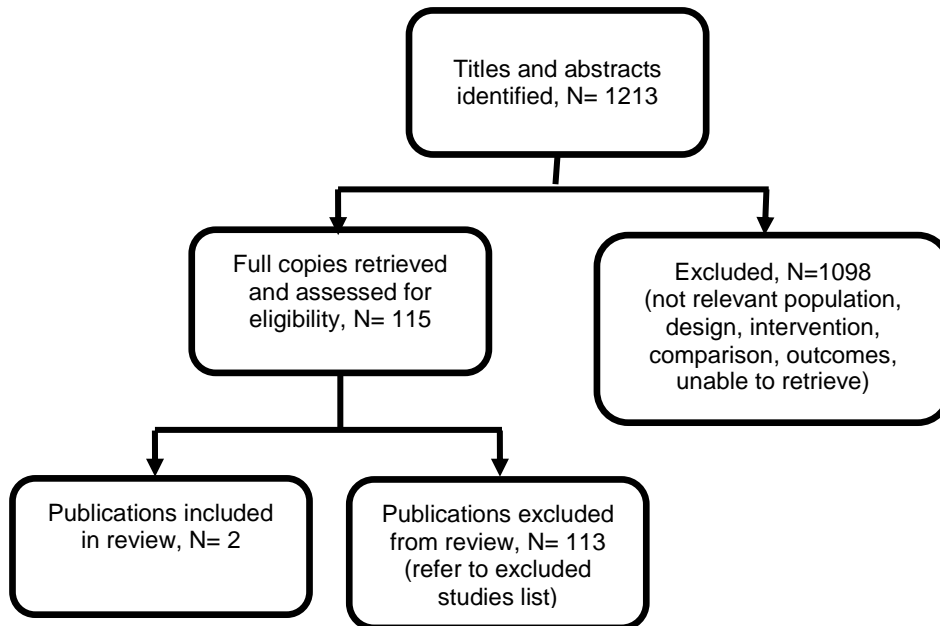 Titles and abstracts
identified, N= 1213
Full copies retrieved
and assessed for
eligibility, N= 115
Excluded, N=1098
(not relevant population,
design, intervention,
comparison, outcomes,
unable to retrieve)
Publications included
in review, N= 2
Publications excluded
from review, N= 113
(refer to excluded
studies list)